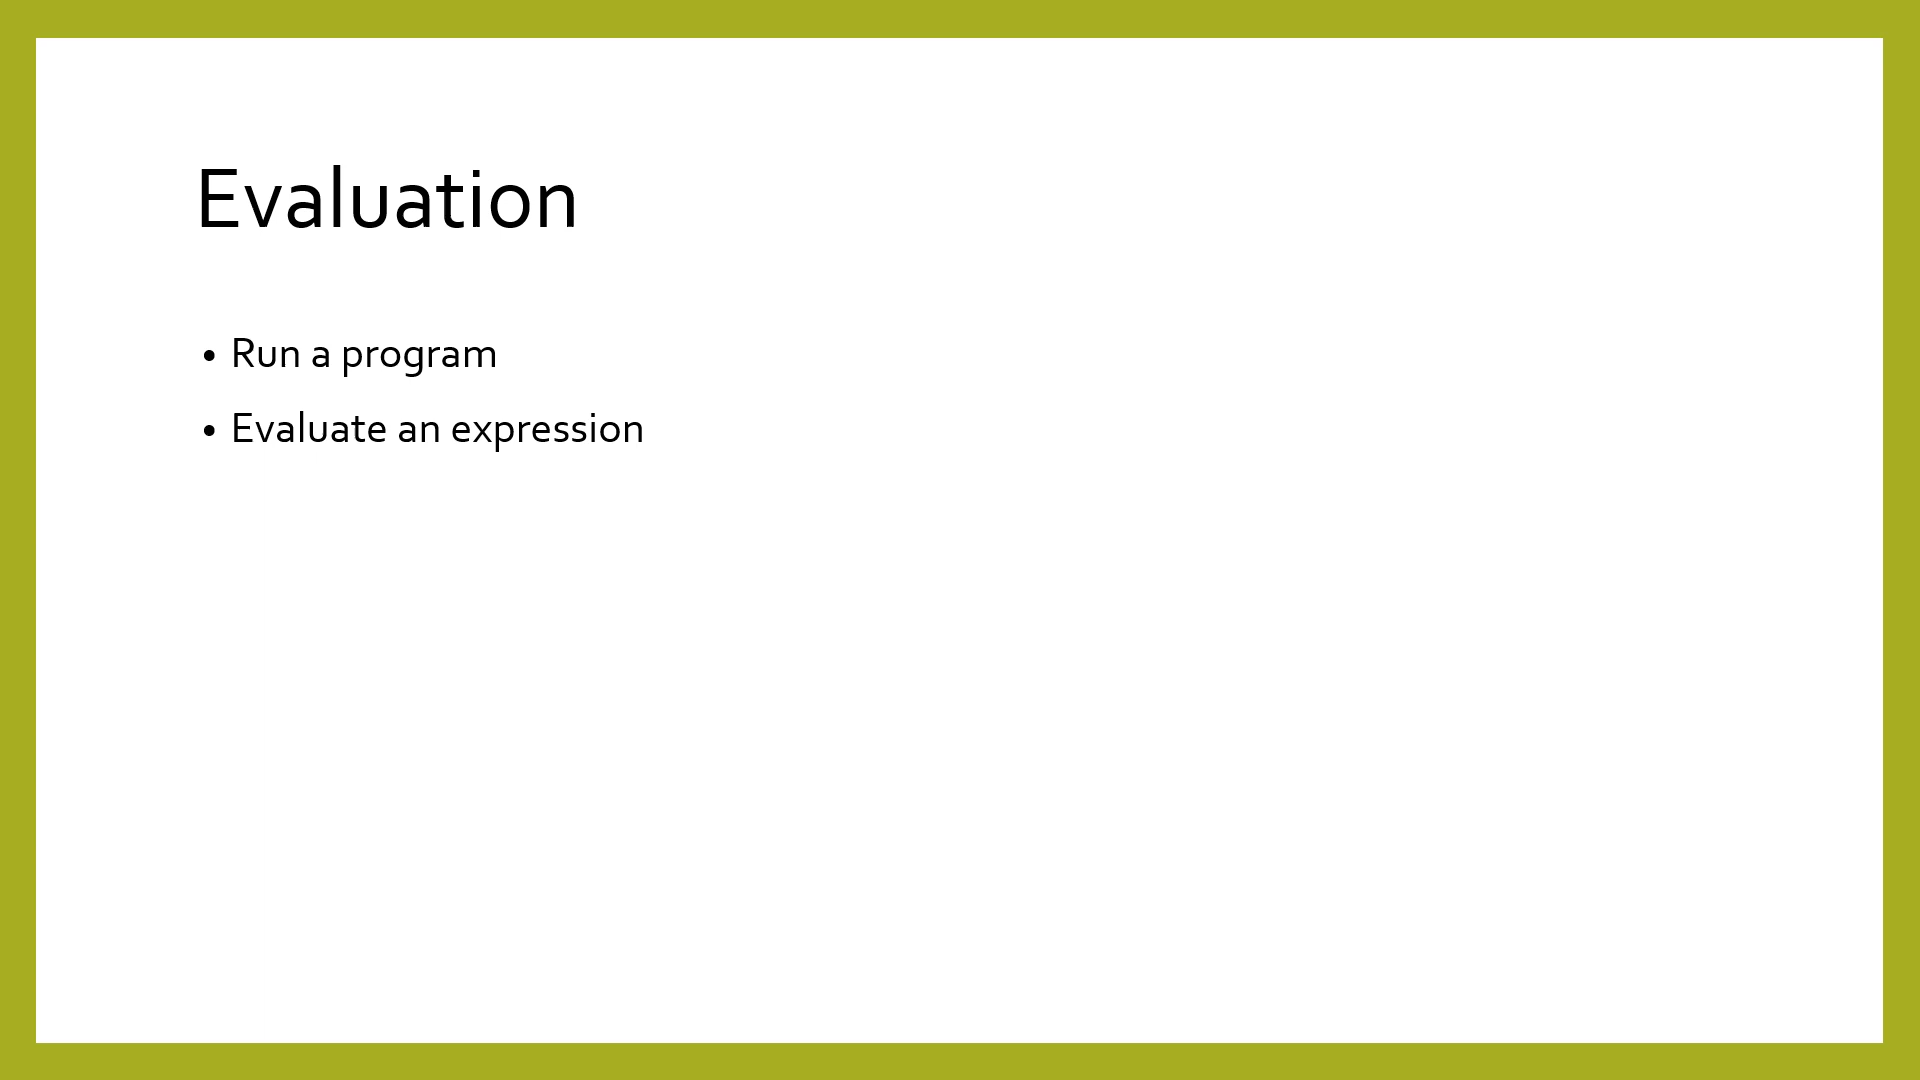 Evaluation
• Run a program
• Evaluate an expression